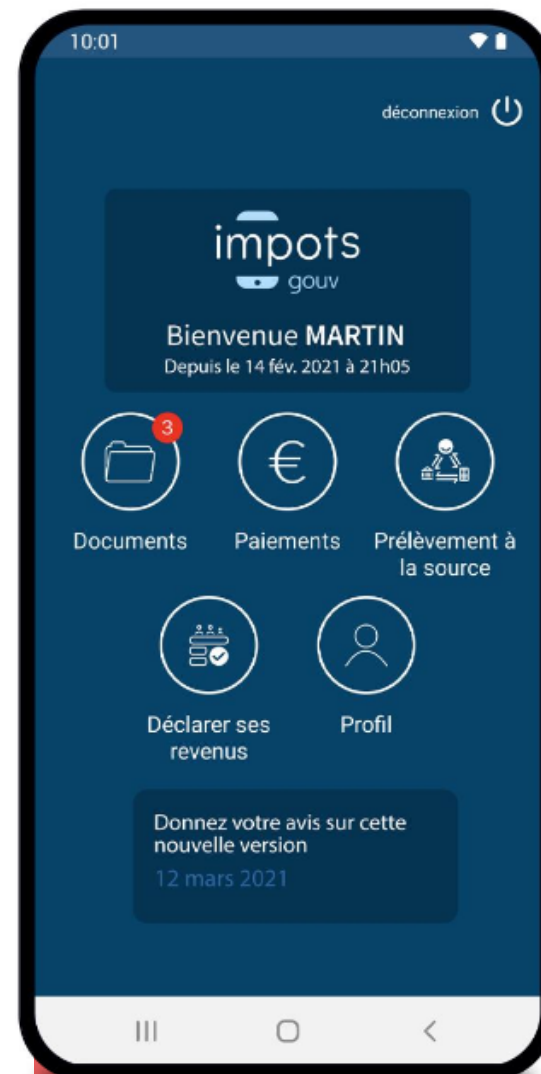 10:01
déconnexion
impots
gouv
Bienvenue MARTIN
Depuis le 14 fév. 2021 à 21h05
3
€
Documents
Paiements
Prélèvement à
la source
Déclarer ses
revenus
Profil
Donnez votre avis sur cette
nouvelle version
12 mars 2021